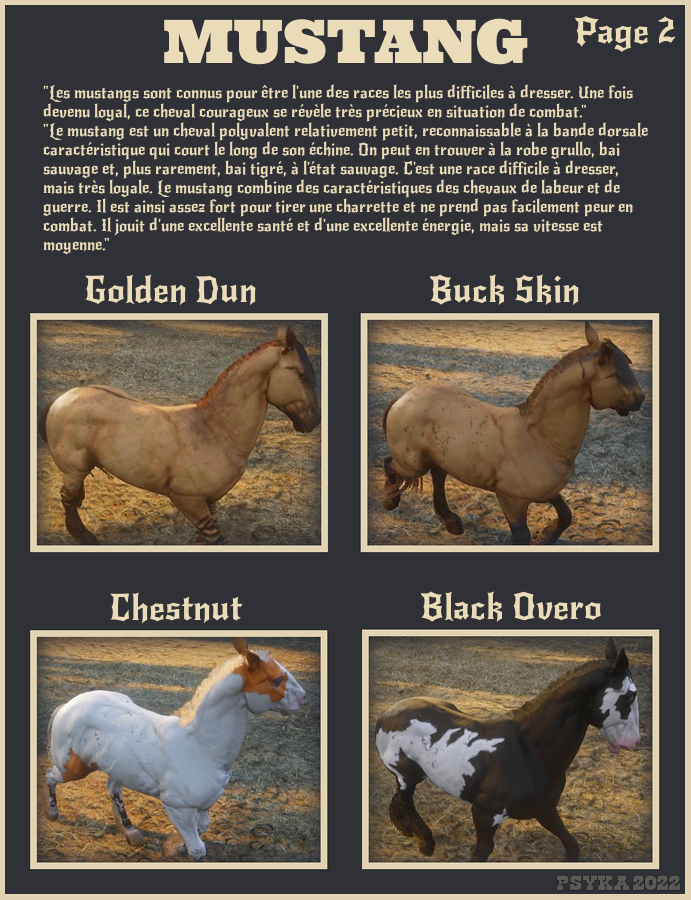 MUSTANG
Page 2
"Les mustangs sont connus pour être l'une des races les plus difficiles à dresser. Une fois
devenu loyal, ce cheval courageux se révèle très précieux en situation de combat."
"Le mustang est un cheval polyvalent relativement petit, reconnaissable à la bande dorsale
caractéristique qui court le long de son échine. On peut en trouver à la robe grullo, bai
sauvage et, plus rarement, bai tigré, à l'état sauvage. C'est une race difficile à dresser,
mais très loyale. Le mustang combine des caractéristiques des chevaux de labeur et de
guerre. Il est ainsi assez fort pour tirer une charrette et ne prend pas facilement peur en
combat. Il jouit d'une excellente santé et d'une excellente énergie, mais sa vitesse est
moyenne."
Golden Dun
Buck Skin
Chestnut
Black Overo
PSYKA 2022